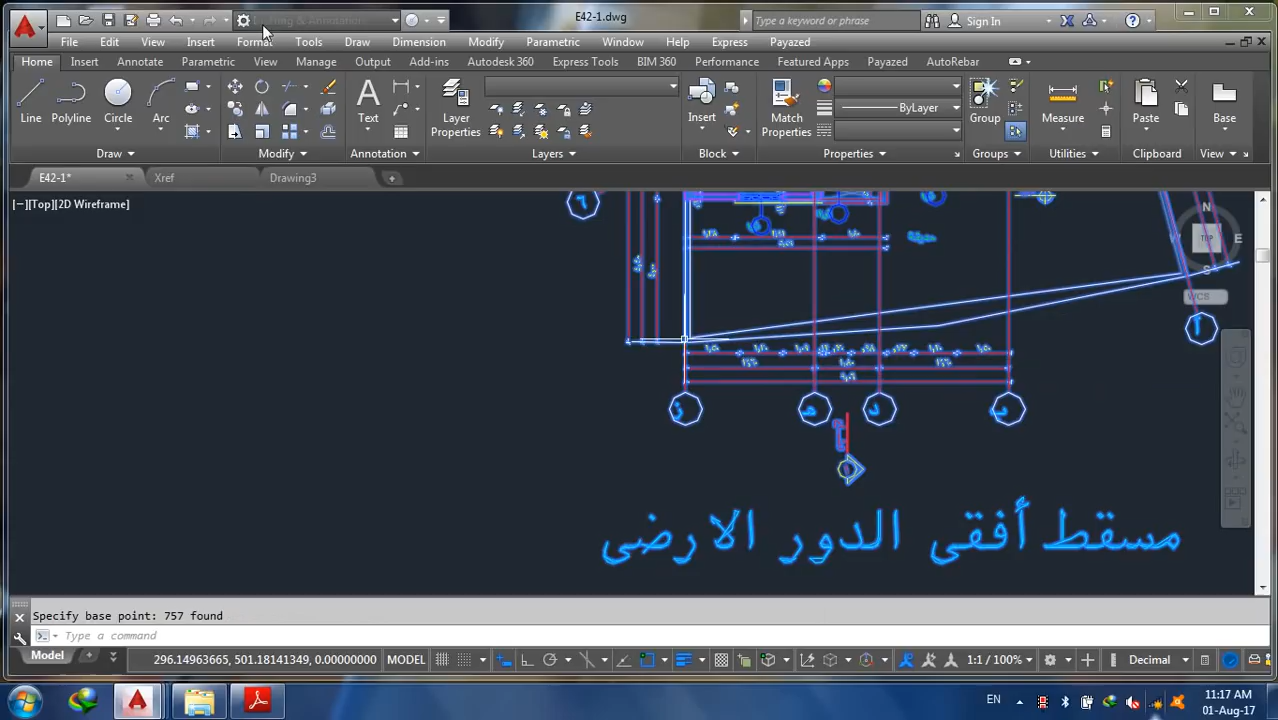 Drafting & Annotation
E42-1.dwg
Type a keyword or phrase
Sign In
File Edit View Insert Format Tools Draw Dimension Modify Parametric Window Help Express Payazed
Home Insert Annotate Parametric View Manage Output Add-ins Autodesk 360 Express Tools BIM 360 Performance Featured Apps Payazed AutoRebar
Line Polyline Circle Arc Text Layer Properties Insert Match Properties ByLayer Group Measure Paste Base
Draw Modify Annotation Layers Block Properties Groups Utilities Clipboard View
E42-1* Xref Drawing3
[−][Top][2D Wireframe]
N
TOP
E
S
WCS
٦
أ
ز
د
ب
مسقط أفقى الدور الارضى
Specify base point: 757 found
Type a command
Model
296.14963665, 501.18141349, 0.00000000 MODEL 1:1 / 100% Decimal
EN
11:17 AM
01-Aug-17